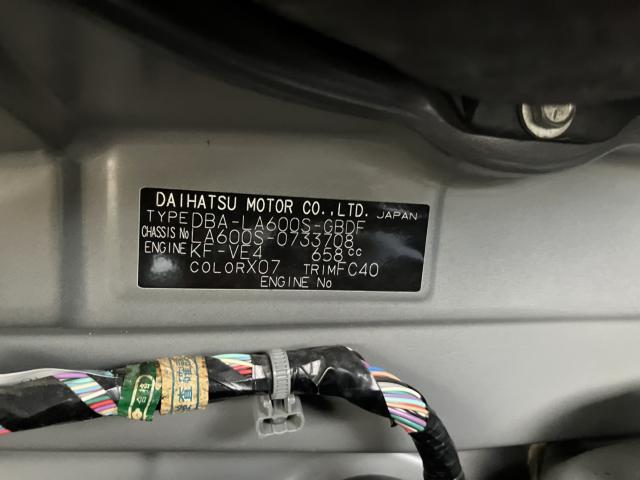 DAIHATSU MOTOR CO.,LTD. JAPAN
TYPE DBA-LA600S-GBDF
CHASSIS No LA600S-0733708
ENGINE KF-VE4 658cc
COLOR X07 TRIM FC40
ENGINE No